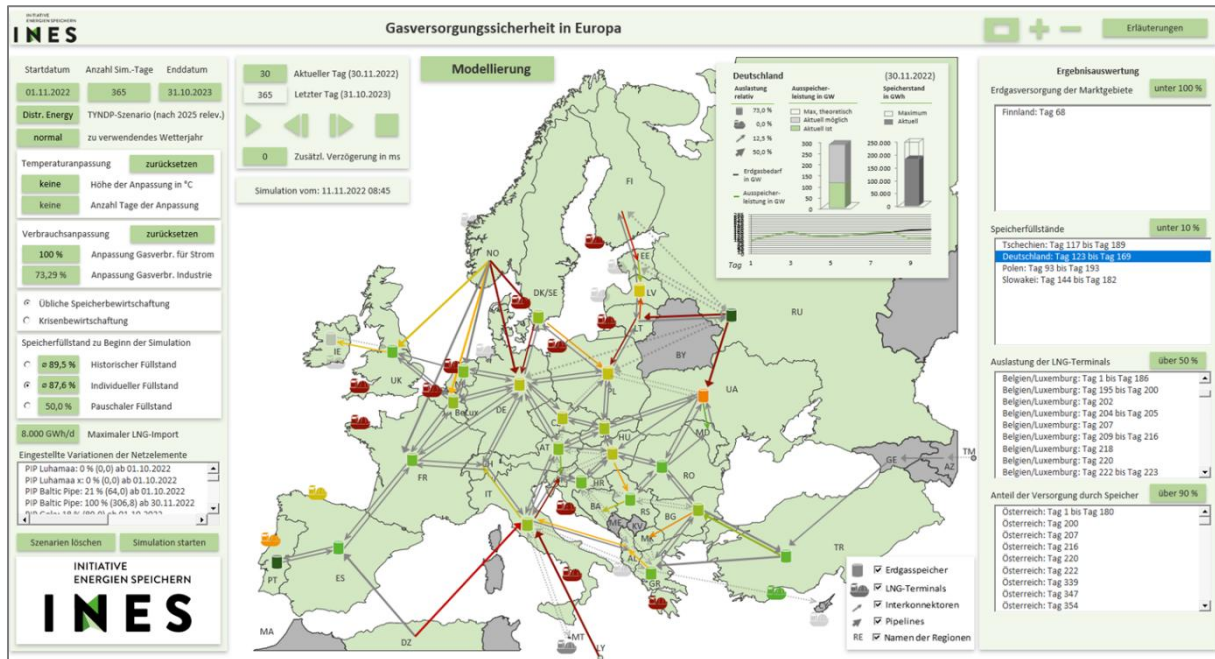 INITIATIVE
ENERGIEN SPEICHERN
INES
Gasversorgungssicherheit in Europa
Erläuterungen
Startdatum Anzahl Sim.-Tage Enddatum
01.11.2022 365 31.10.2023
Distr. Energy TYNDP-Szenario (nach 2025 relev.)
normal zu verwendendes Wetterjahr
Temperaturanpassung zurücksetzen
keine Höhe der Anpassung in °C
keine Anzahl Tage der Anpassung
Verbrauchsanpassung zurücksetzen
100 % Anpassung Gasverbr. für Strom
73,29 % Anpassung Gasverbr. Industrie
Übliche Speicherbewirtschaftung
Krisenbewirtschaftung
Speicherfüllstand zu Beginn der Simulation
ø 89,5 % Historischer Füllstand
ø 87,6 % Individueller Füllstand
50,0 % Pauschaler Füllstand
8.000 GWh/d Maximaler LNG-Import
Eingestellte Variationen der Netzelemente
PIP Luhamaa: 0 % (0,0) ab 01.10.2022
PIP Luhamaa x: 0 % (0,0) ab 01.10.2022
PIP Baltic Pipe: 21 % (64,0) ab 01.10.2022
PIP Baltic Pipe: 100 % (306,8) ab 30.11.2022
Szenarien löschen Simulation starten
INITIATIVE
ENERGIEN SPEICHERN
INES
30 Aktueller Tag (30.11.2022)
365 Letzter Tag (31.10.2023)
0 Zusätzl. Verzögerung in ms
Simulation vom: 11.11.2022 08:45
Modellierung
Deutschland (30.11.2022)
Auslastung relativ
73,0 %
0,0 %
12,5 %
50,0 %
Erdgasbedarf in GW
Ausspeicherleistung in GW
Ausspeicherleistung in GW
Max. theoretisch
Aktuell möglich
Aktuell ist
300
250
200
150
100
50
0
Speicherstand in GWh
Maximum
Aktuell
250.000
200.000
150.000
100.000
50.000
0
Tag 1 3 5 7 9
NO
FI
EE
LV
LT
DK/SE
RU
BY
IE
UK
BeLux
DE
PL
UA
MD
AT
HU
RO
FR
CH
IT
HR
BA
RS
BG
ME
KV
MK
AL
GR
TR
GE
AZ
TM
PT
ES
MA
DZ
MT
LY
Erdgasspeicher
LNG-Terminals
Interkonnektoren
Pipelines
RE Namen der Regionen
Ergebnisauswertung
Erdgasversorgung der Marktgebiete unter 100 %
Finnland: Tag 68
Speicherfüllstände unter 10 %
Tschechien: Tag 117 bis Tag 189
Deutschland: Tag 123 bis Tag 169
Polen: Tag 93 bis Tag 193
Slowakei: Tag 144 bis Tag 182
Auslastung der LNG-Terminals über 50 %
Belgien/Luxemburg: Tag 1 bis Tag 186
Belgien/Luxemburg: Tag 195 bis Tag 200
Belgien/Luxemburg: Tag 202
Belgien/Luxemburg: Tag 204 bis Tag 205
Belgien/Luxemburg: Tag 207
Belgien/Luxemburg: Tag 209 bis Tag 216
Belgien/Luxemburg: Tag 218
Belgien/Luxemburg: Tag 220
Belgien/Luxemburg: Tag 222 bis Tag 223
Anteil der Versorgung durch Speicher über 90 %
Österreich: Tag 1 bis Tag 180
Österreich: Tag 200
Österreich: Tag 207
Österreich: Tag 216
Österreich: Tag 220
Österreich: Tag 222
Österreich: Tag 339
Österreich: Tag 347
Österreich: Tag 354